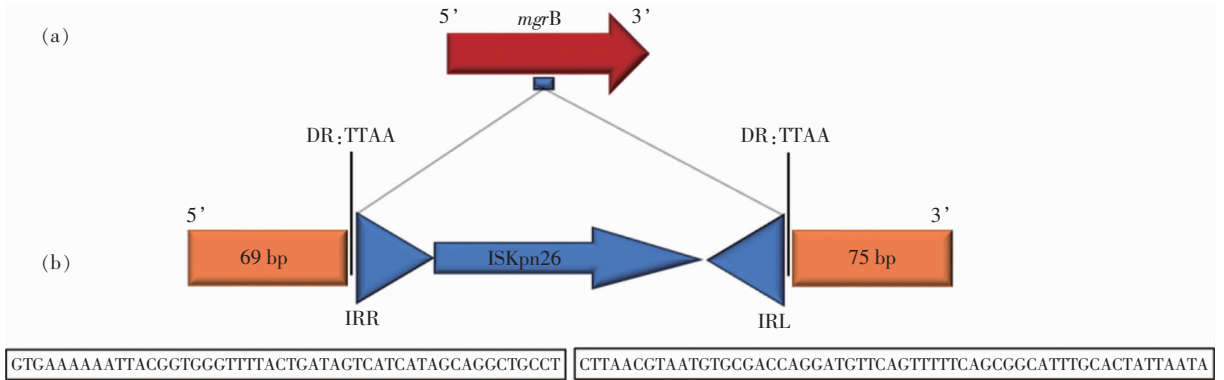 (a)
5’ mgrB 3’
DR:TTAA DR:TTAA
5’ 3’
(b)
69 bp ISKpn26 75 bp
IRR IRL
GTGAAAAAATTACGGTGGGTTTTACTGATAGTCATCATAGCAGGCTGCCT CTTAACGTAATGTGCGACCAGGATGTTCAGTTTTTCAGCGGCATTTGCACTATTAATA